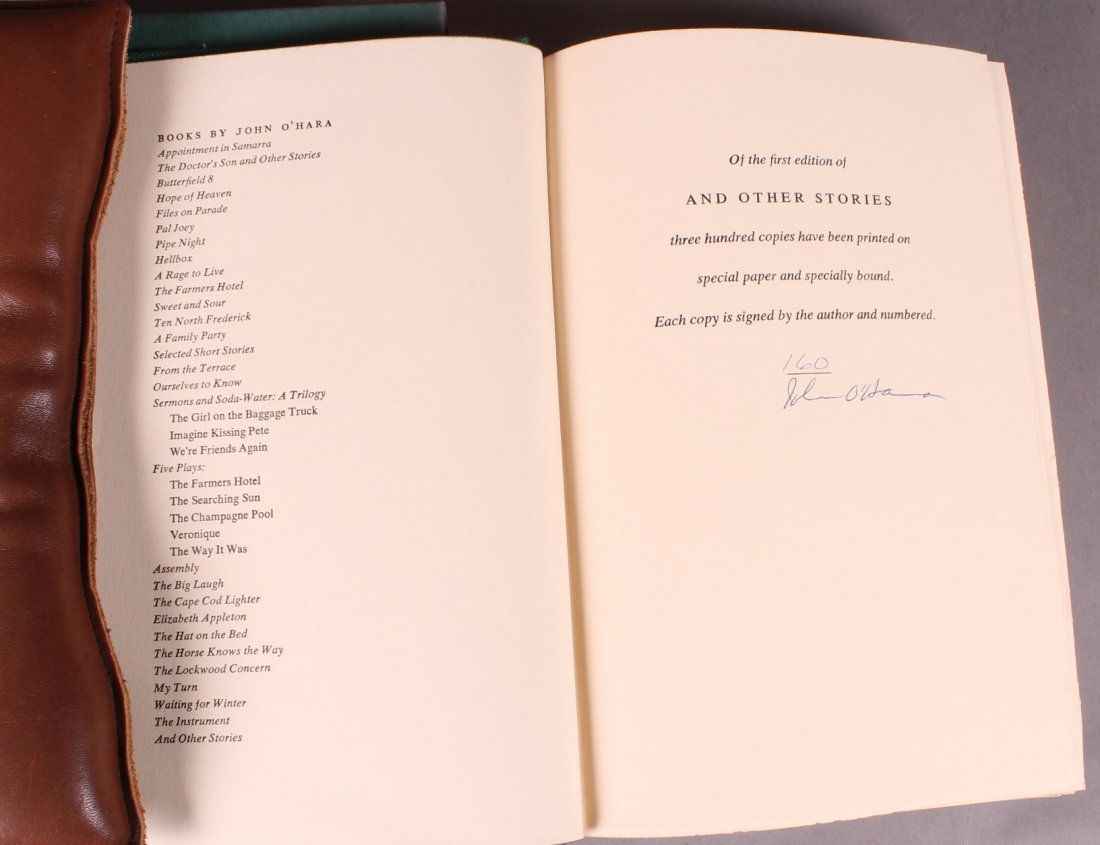 BOOKS BY JOHN O'HARA
Appointment in Samarra
The Doctor's Son and Other Stories
Butterfield 8
Hope of Heaven
Files on Parade
Pal Joey
Pipe Night
Hellbox
A Rage to Live
The Farmers Hotel
Sweet and Sour
Ten North Frederick
A Family Party
Selected Short Stories
From the Terrace
Ourselves to Know
Sermons and Soda-Water: A Trilogy
The Girl on the Baggage Truck
Imagine Kissing Pete
We're Friends Again
Five Plays:
The Farmers Hotel
The Searching Sun
The Champagne Pool
Veronique
The Way It Was
Assembly
The Big Laugh
The Cape Cod Lighter
Elizabeth Appleton
The Hat on the Bed
The Horse Knows the Way
The Lockwood Concern
My Turn
Waiting for Winter
The Instrument
And Other Stories
Of the first edition of
AND OTHER STORIES
three hundred copies have been printed on
special paper and specially bound.
Each copy is signed by the author and numbered.
160
John O'Hara